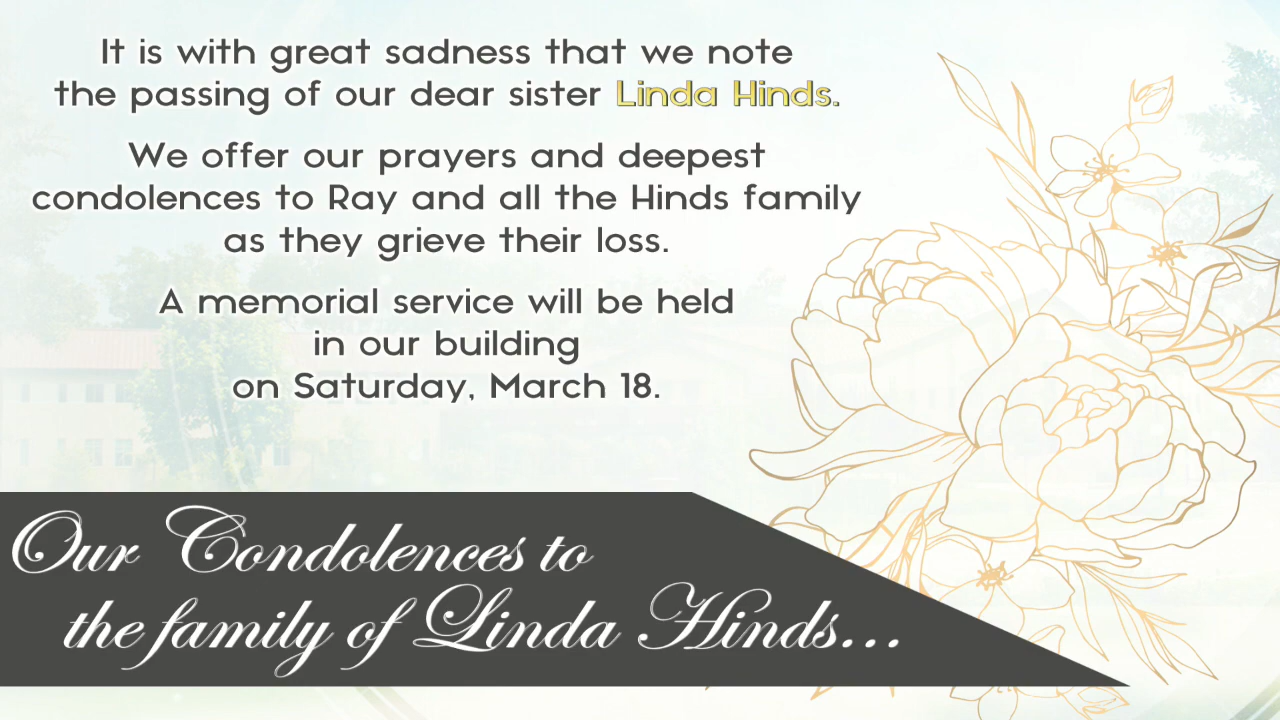 It is with great sadness that we note
the passing of our dear sister Linda Hinds.
We offer our prayers and deepest
condolences to Ray and all the Hinds family
as they grieve their loss.
A memorial service will be held
in our building
on Saturday, March 18.
Our Condolences to
the family of Linda Hinds...